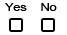 Yes No